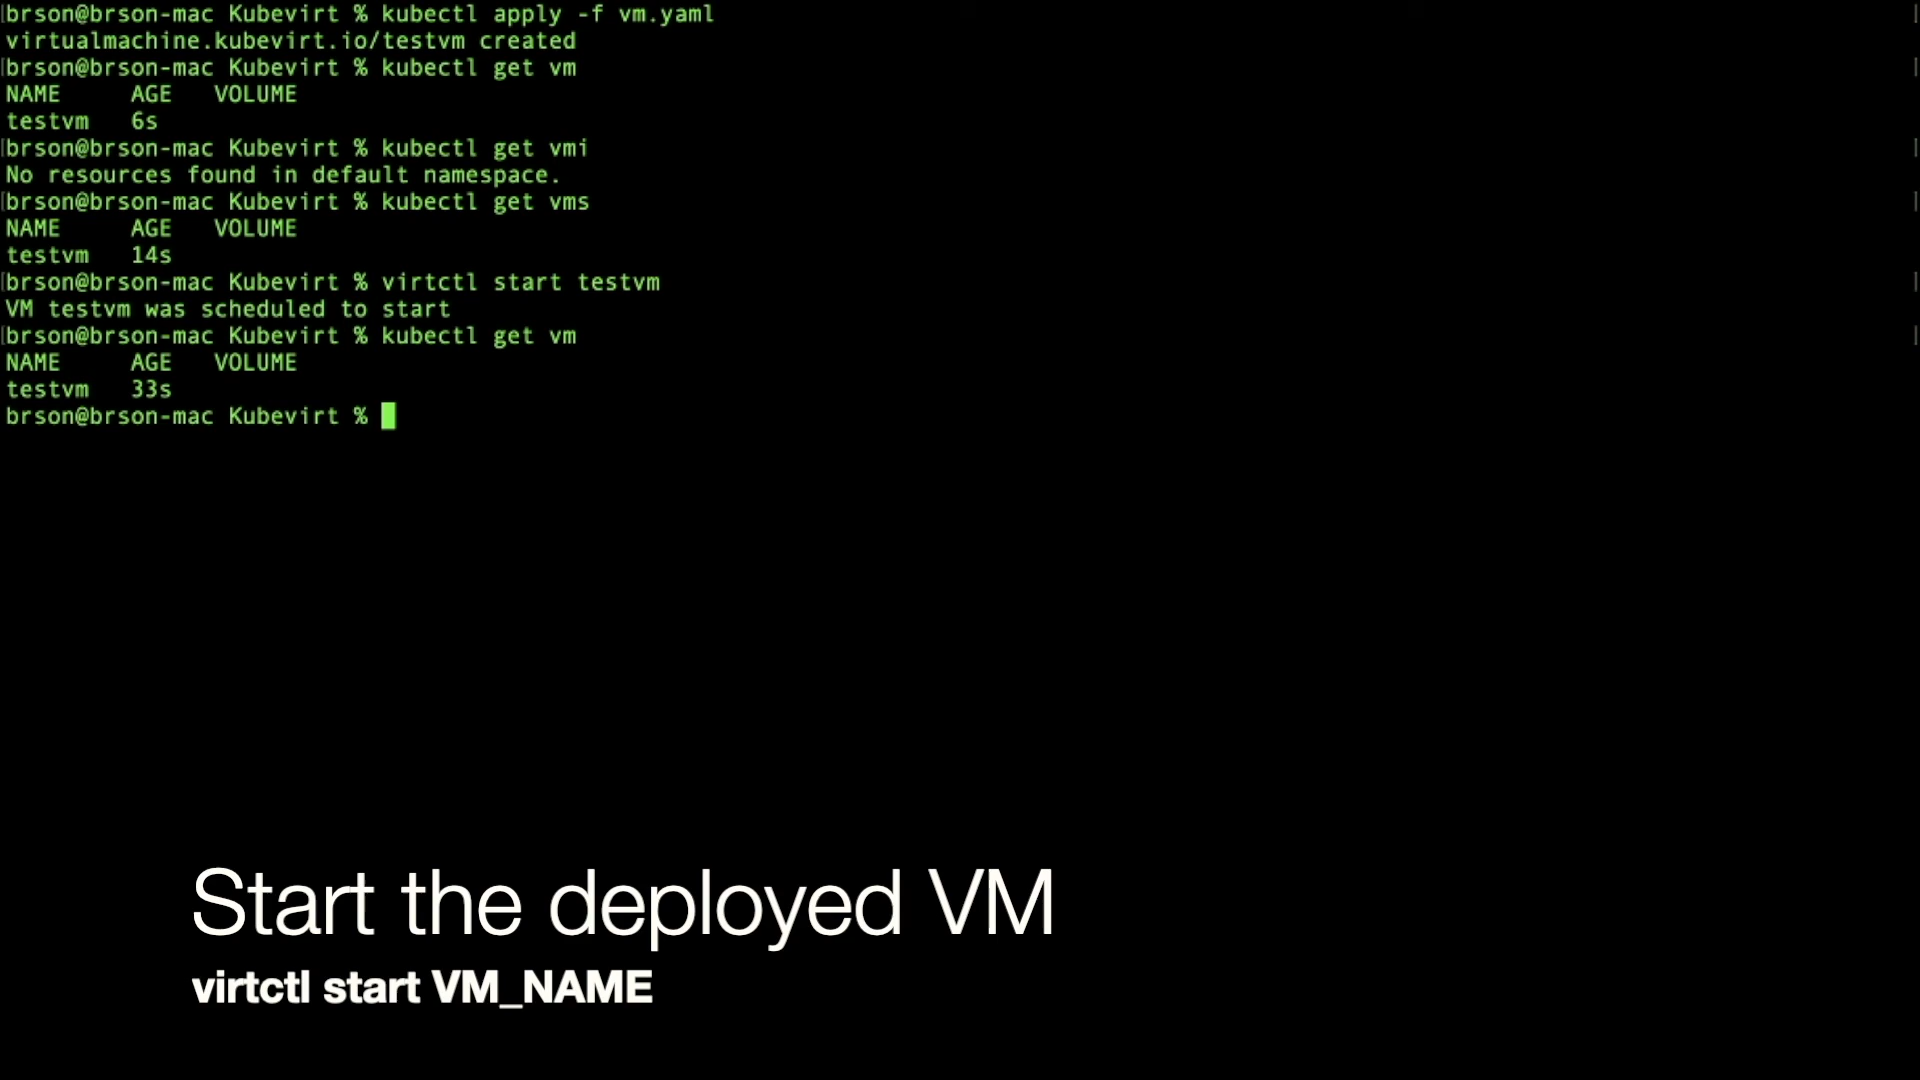 brson@brson-mac Kubevirt % kubectl apply -f vm.yaml
virtualmachine.kubevirt.io/testvm created
brson@brson-mac Kubevirt % kubectl get vm
NAME     AGE   VOLUME
testvm   6s
brson@brson-mac Kubevirt % kubectl get vmi
No resources found in default namespace.
brson@brson-mac Kubevirt % kubectl get vms
NAME     AGE   VOLUME
testvm   14s
brson@brson-mac Kubevirt % virtctl start testvm
VM testvm was scheduled to start
brson@brson-mac Kubevirt % kubectl get vm
NAME     AGE   VOLUME
testvm   33s
brson@brson-mac Kubevirt %
Start the deployed VM
virtctl start VM_NAME